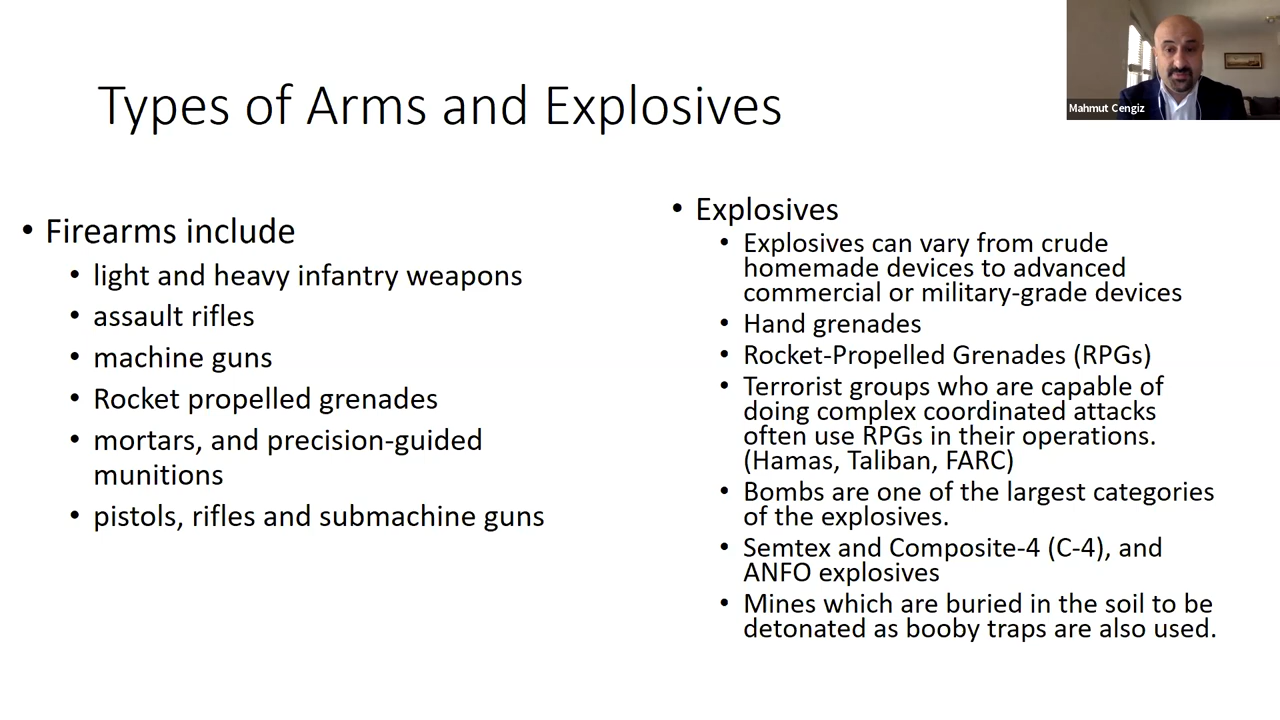 Types of Arms and Explosives
Mahmut Cengiz
• Firearms include
• light and heavy infantry weapons
• assault rifles
• machine guns
• Rocket propelled grenades
• mortars, and precision-guided
munitions
• pistols, rifles and submachine guns
• Explosives
• Explosives can vary from crude
homemade devices to advanced
commercial or military-grade devices
• Hand grenades
• Rocket-Propelled Grenades (RPGs)
• Terrorist groups who are capable of
doing complex coordinated attacks
often use RPGs in their operations.
(Hamas, Taliban, FARC)
• Bombs are one of the largest categories
of the explosives.
• Semtex and Composite-4 (C-4), and
ANFO explosives
• Mines which are buried in the soil to be
detonated as booby traps are also used.